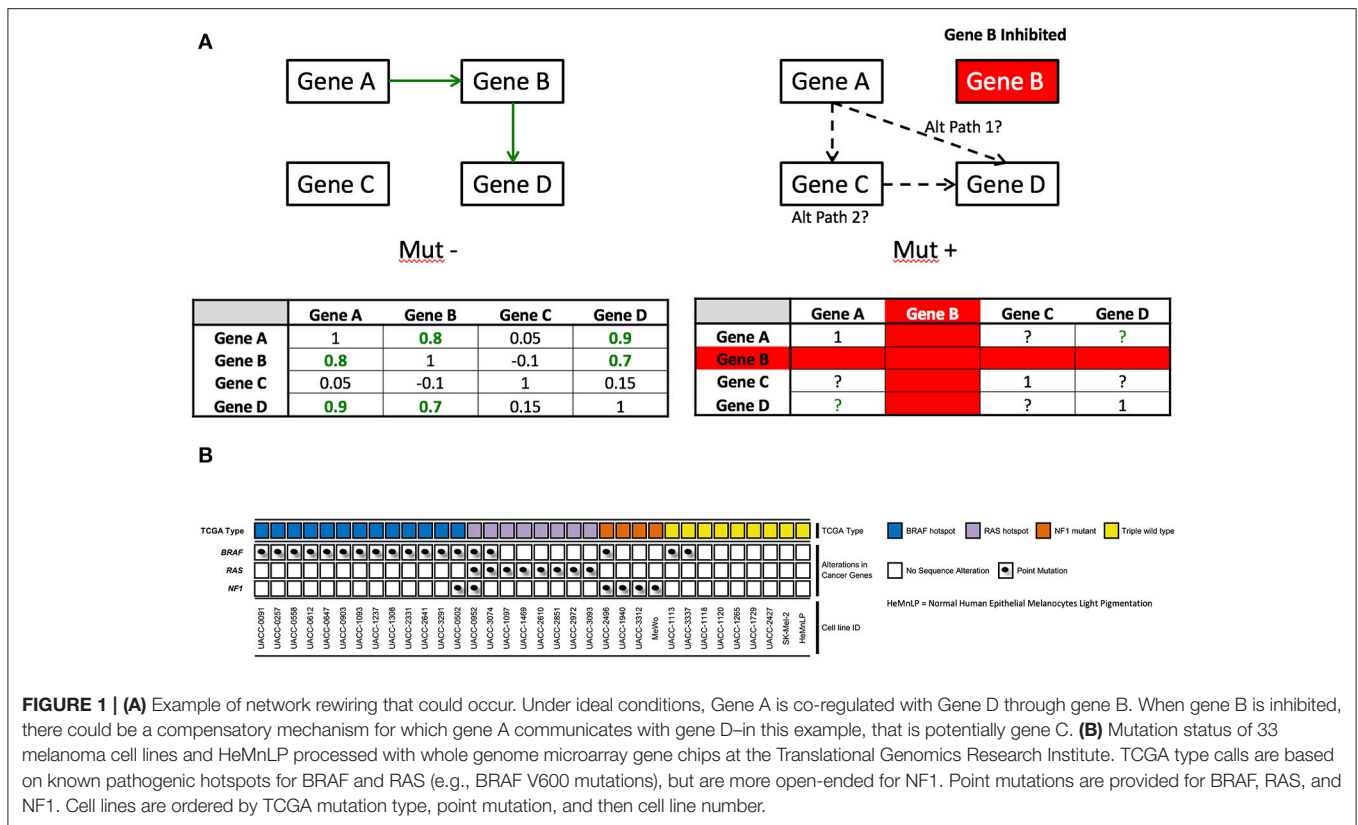 A
Gene B Inhibited
Gene A
Gene B
Gene A
Gene B
Alt Path 1?
Gene C
Gene D
Gene C
Gene D
Alt Path 2?
Mut -
Mut +
Gene A Gene B Gene C Gene D
Gene A 1 0.8 0.05 0.9
Gene B 0.8 1 -0.1 0.7
Gene C 0.05 -0.1 1 0.15
Gene D 0.9 0.7 0.15 1
Gene A Gene B Gene C Gene D
Gene A 1 ? ?
Gene B
Gene C ? 1 ?
Gene D ? ? 1
B
TCGA Type
TCGA Type
BRAF hotspot
RAS hotspot
NF1 mutant
Triple wild type
BRAF
RAS
NF1
Alterations in
Cancer Genes
No Sequence Alteration
Point Mutation
HeMnLP = Normal Human Epithelial Melanocytes Light Pigmentation
UACC-0091
UACC-0257
UACC-0558
UACC-0612
UACC-0647
UACC-0903
UACC-1093
UACC-1237
UACC-1308
UACC-2331
UACC-2641
UACC-3291
UACC-0502
UACC-0952
UACC-3074
UACC-1097
UACC-1469
UACC-2610
UACC-2851
UACC-2972
UACC-3093
UACC-2496
UACC-1940
UACC-3312
MelWo
UACC-1113
UACC-3337
UACC-1118
UACC-1120
UACC-1265
UACC-1729
UACC-2427
SK-Mel-2
HeMnLP
Cell line ID
FIGURE 1 | (A) Example of network rewiring that could occur. Under ideal conditions, Gene A is co-regulated with Gene D through gene B. When gene B is inhibited,
there could be a compensatory mechanism for which gene A communicates with gene D–in this example, that is potentially gene C. (B) Mutation status of 33
melanoma cell lines and HeMnLP processed with whole genome microarray gene chips at the Translational Genomics Research Institute. TCGA type calls are based
on known pathogenic hotspots for BRAF and RAS (e.g., BRAF V600 mutations), but are more open-ended for NF1. Point mutations are provided for BRAF, RAS, and
NF1. Cell lines are ordered by TCGA mutation type, point mutation, and then cell line number.